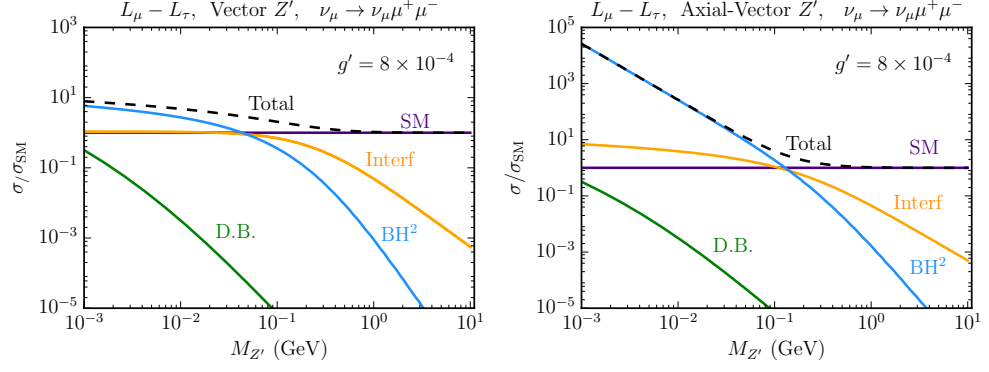 L_μ − L_τ, Vector Z′, ν_μ → ν_μ μ⁺ μ⁻
g′ = 8 × 10⁻⁴
Total
SM
Interf
D.B.
BH²
10³
10¹
10⁻¹
10⁻³
10⁻⁵
σ/σ_SM
10⁻³
10⁻²
10⁻¹
10⁰
10¹
M_Z′ (GeV)
L_μ − L_τ, Axial-Vector Z′, ν_μ → ν_μ μ⁺ μ⁻
g′ = 8 × 10⁻⁴
Total
SM
Interf
D.B.
BH²
10⁵
10³
10¹
10⁻¹
10⁻³
10⁻⁵
σ/σ_SM
10⁻³
10⁻²
10⁻¹
10⁰
10¹
M_Z′ (GeV)